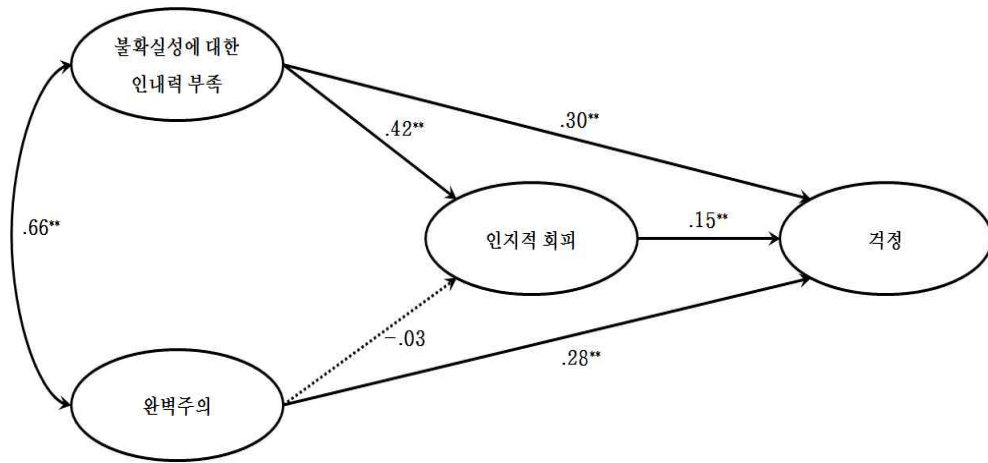 불확실성에 대한
인내력 부족
.30**
.42**
.66**
인지적 회피
.15**
걱정
-.03
.28**
완벽주의